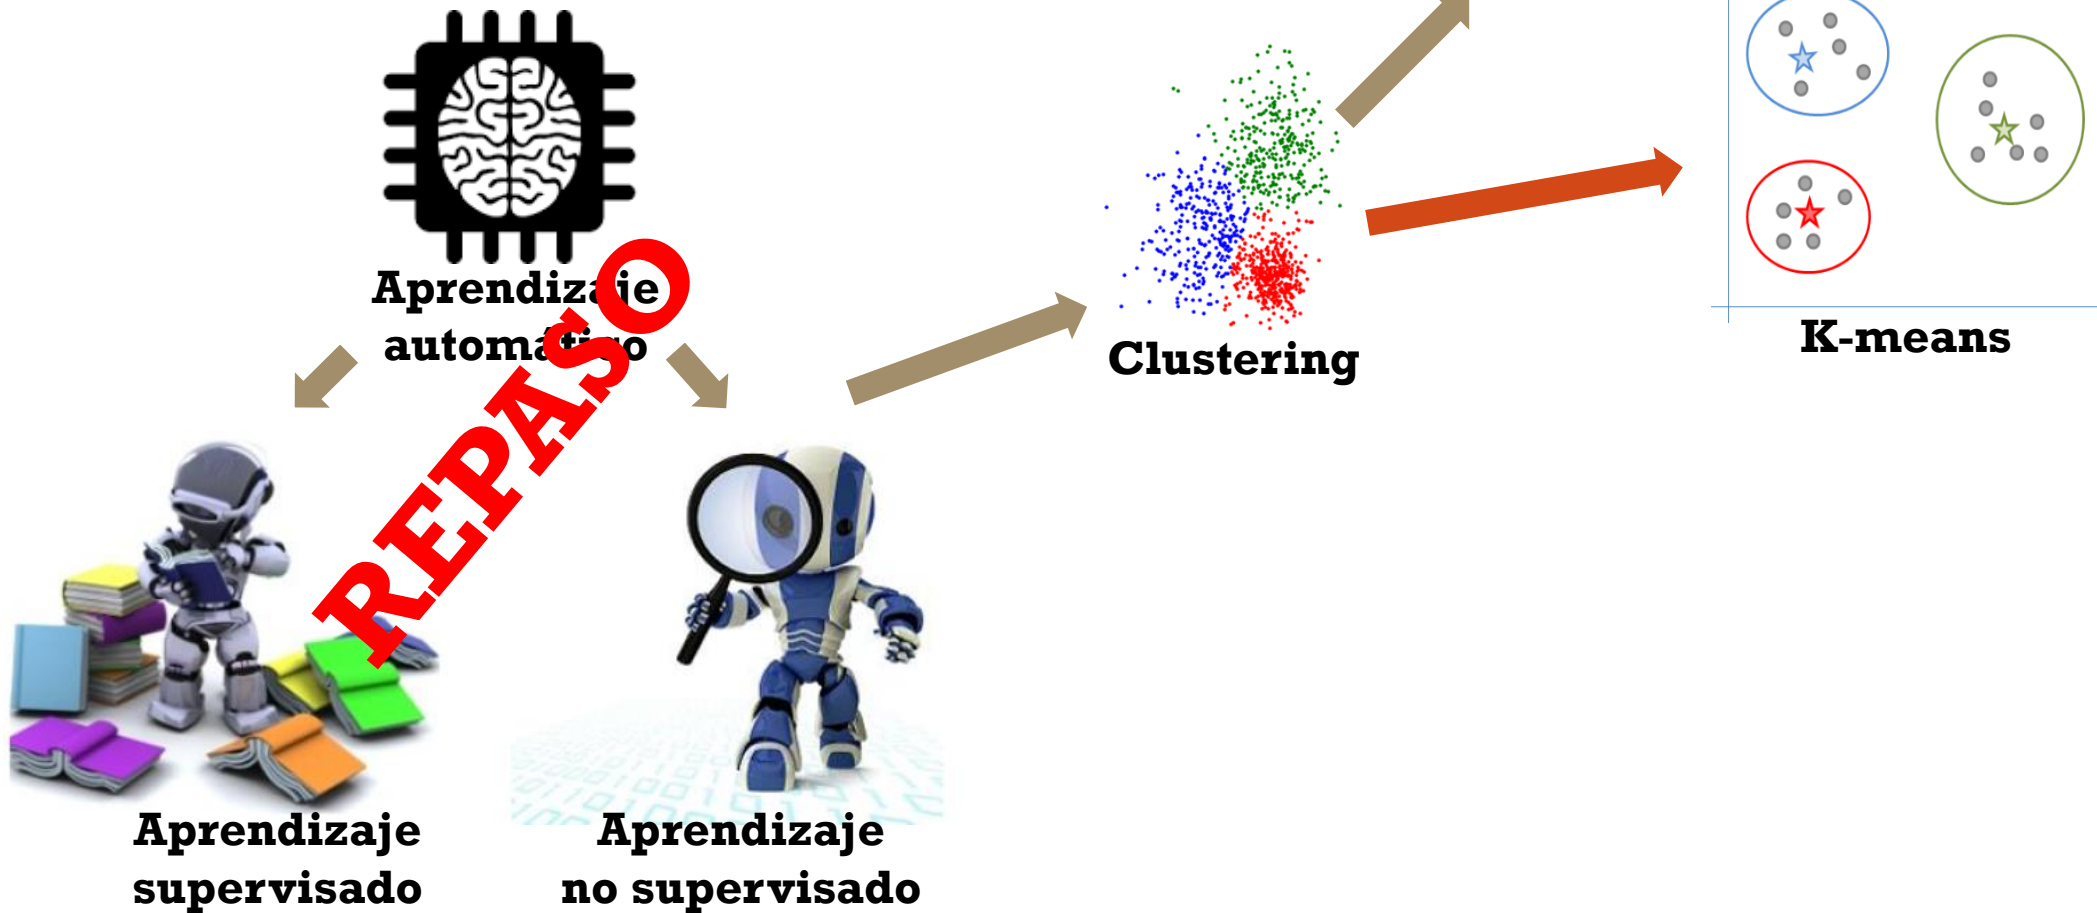 Aprendizaje
automático
REPASO
Clustering
K-means
Aprendizaje
supervisado
Aprendizaje
no supervisado